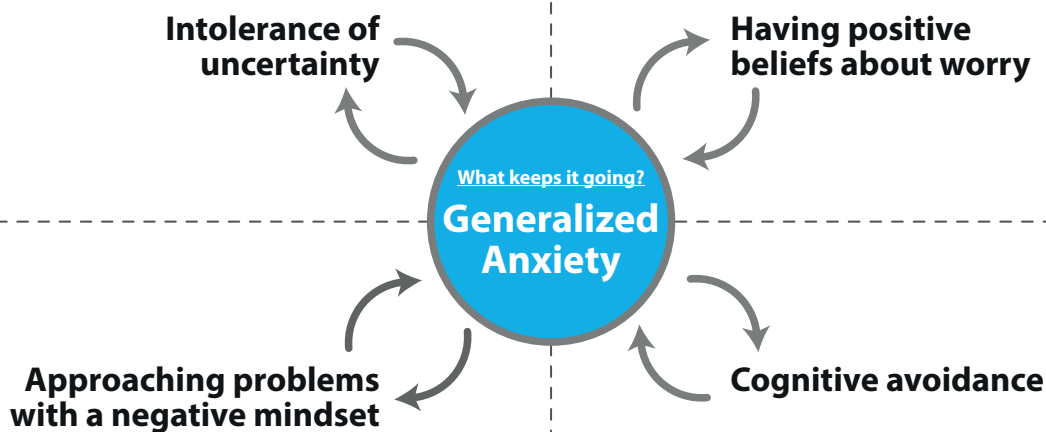 Intolerance of
uncertainty
Having positive
beliefs about worry
What keeps it going?
Generalized
Anxiety
Approaching problems
with a negative mindset
Cognitive avoidance